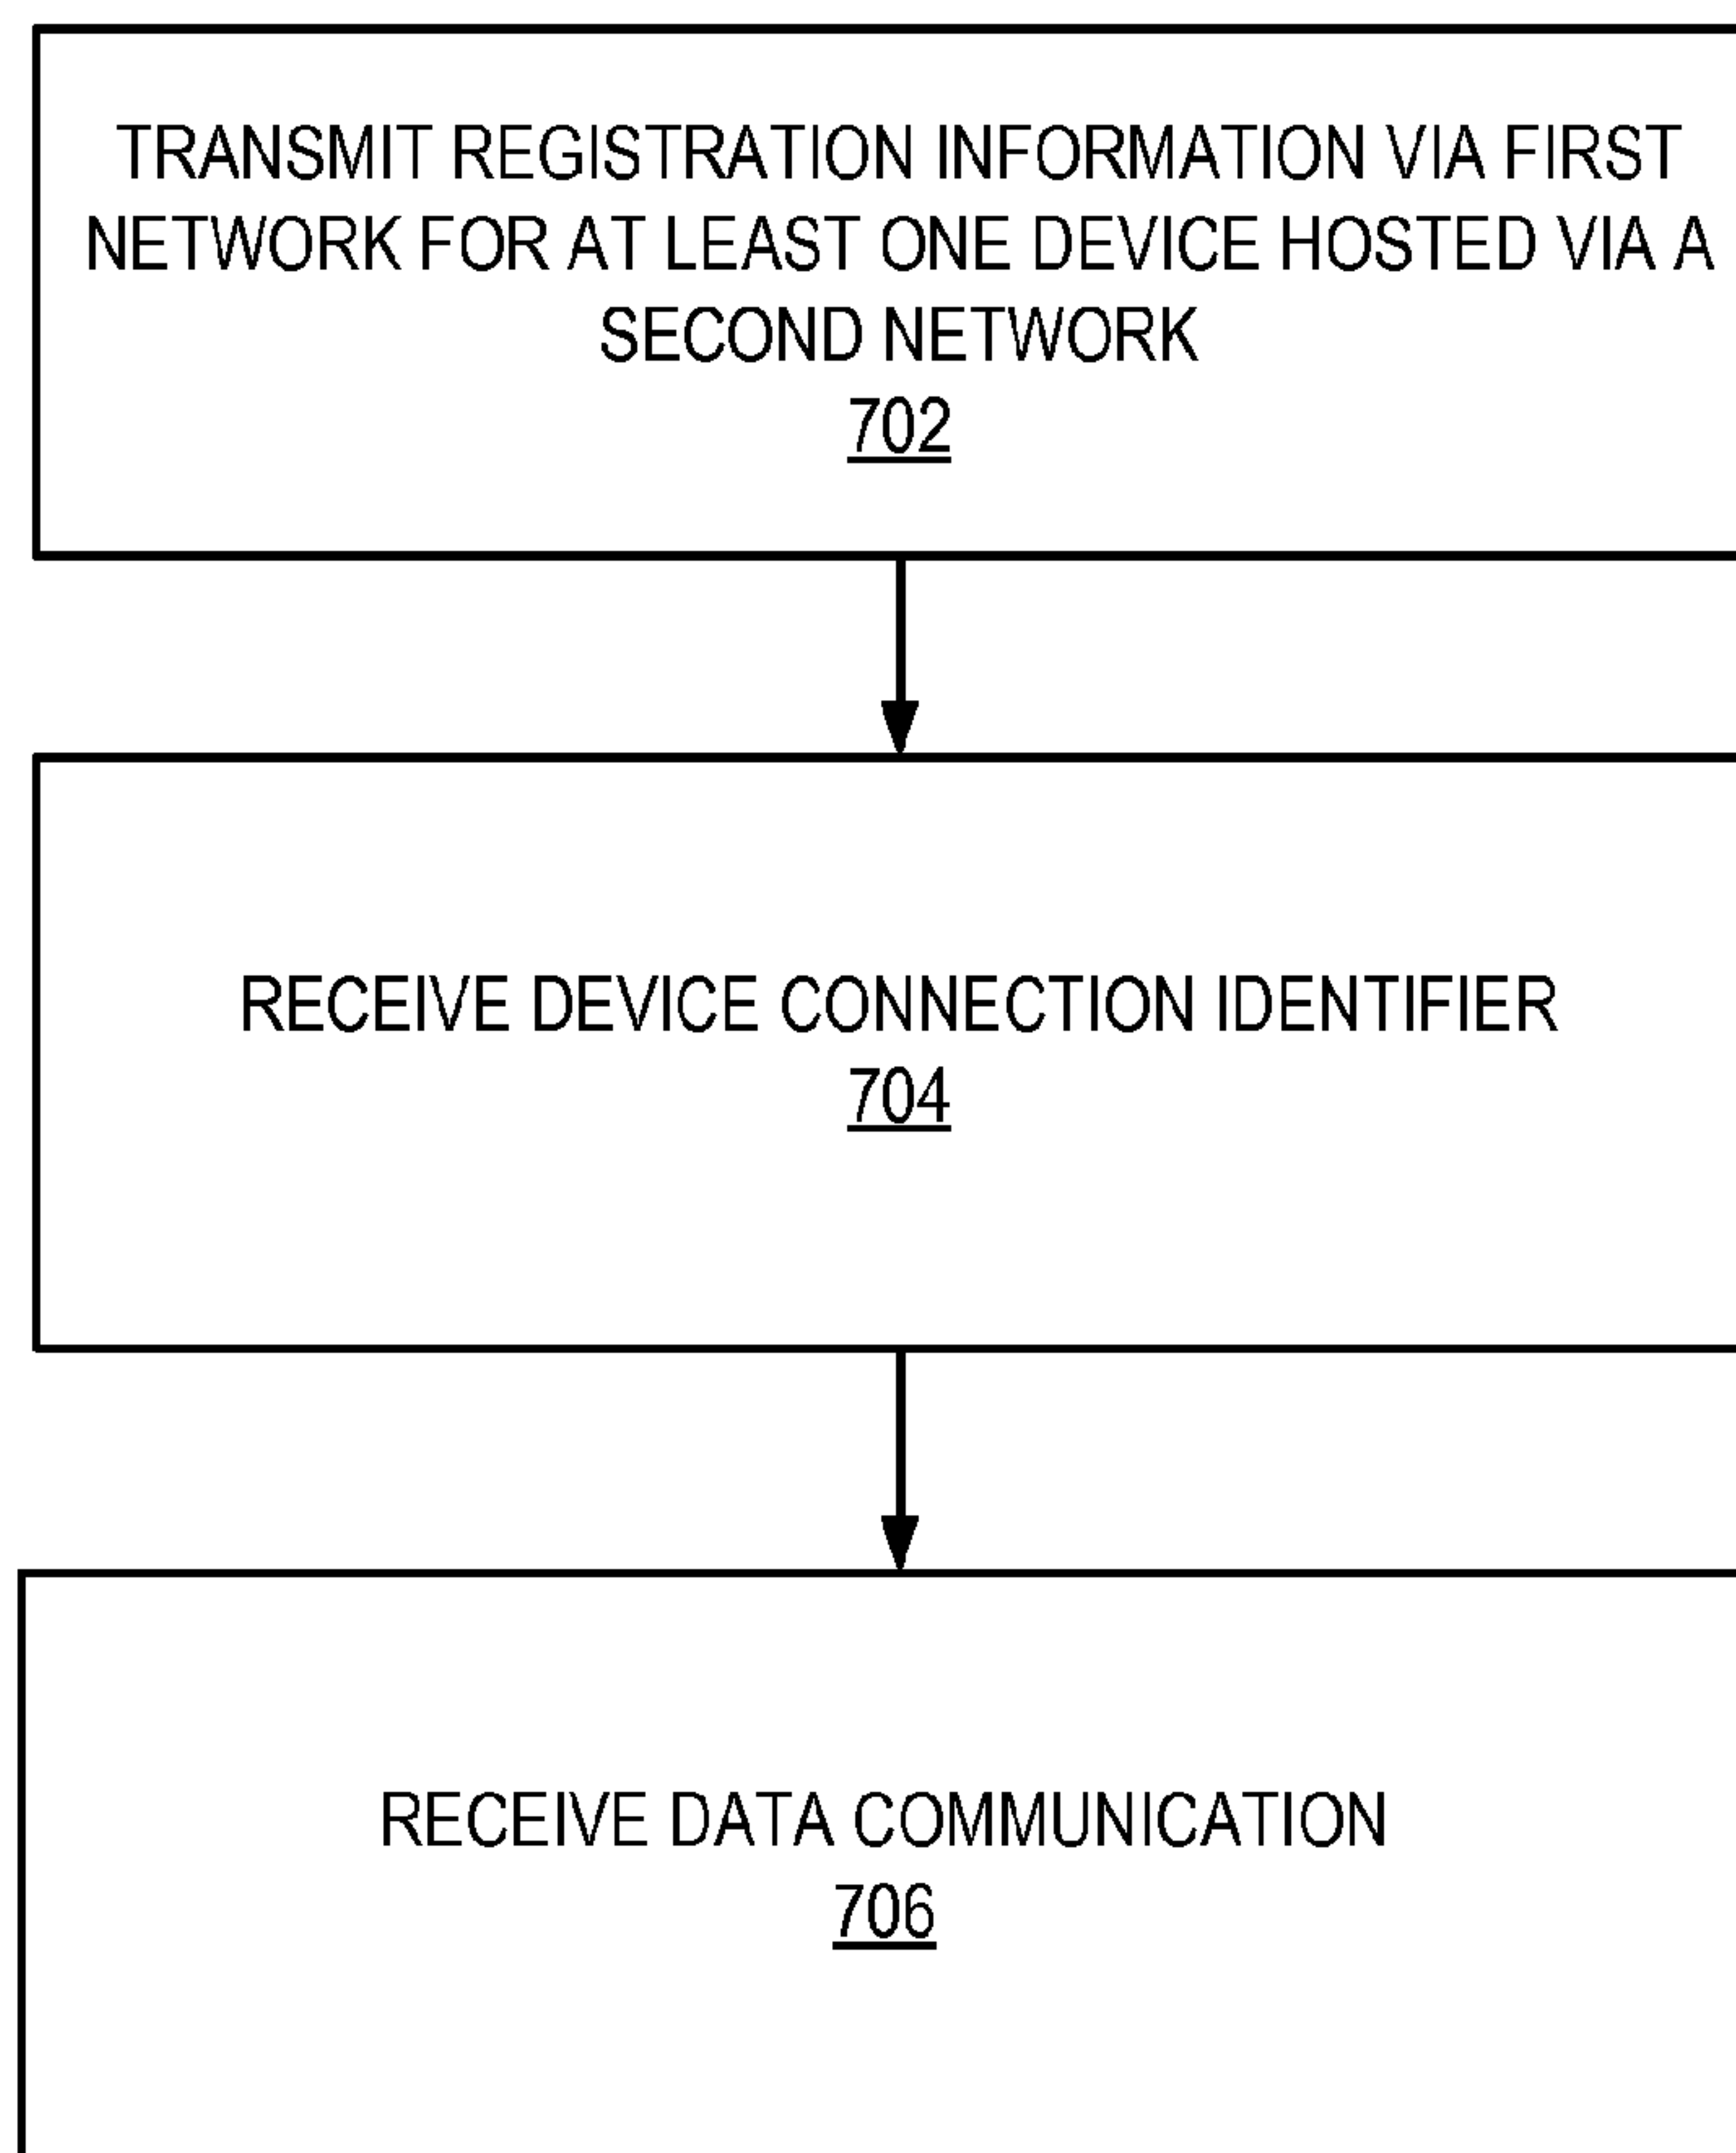 TRANSMIT REGISTRATION INFORMATION VIA FIRST
NETWORK FOR AT LEAST ONE DEVICE HOSTED VIA A
SECOND NETWORK
702
RECEIVE DEVICE CONNECTION IDENTIFIER
704
RECEIVE DATA COMMUNICATION
706